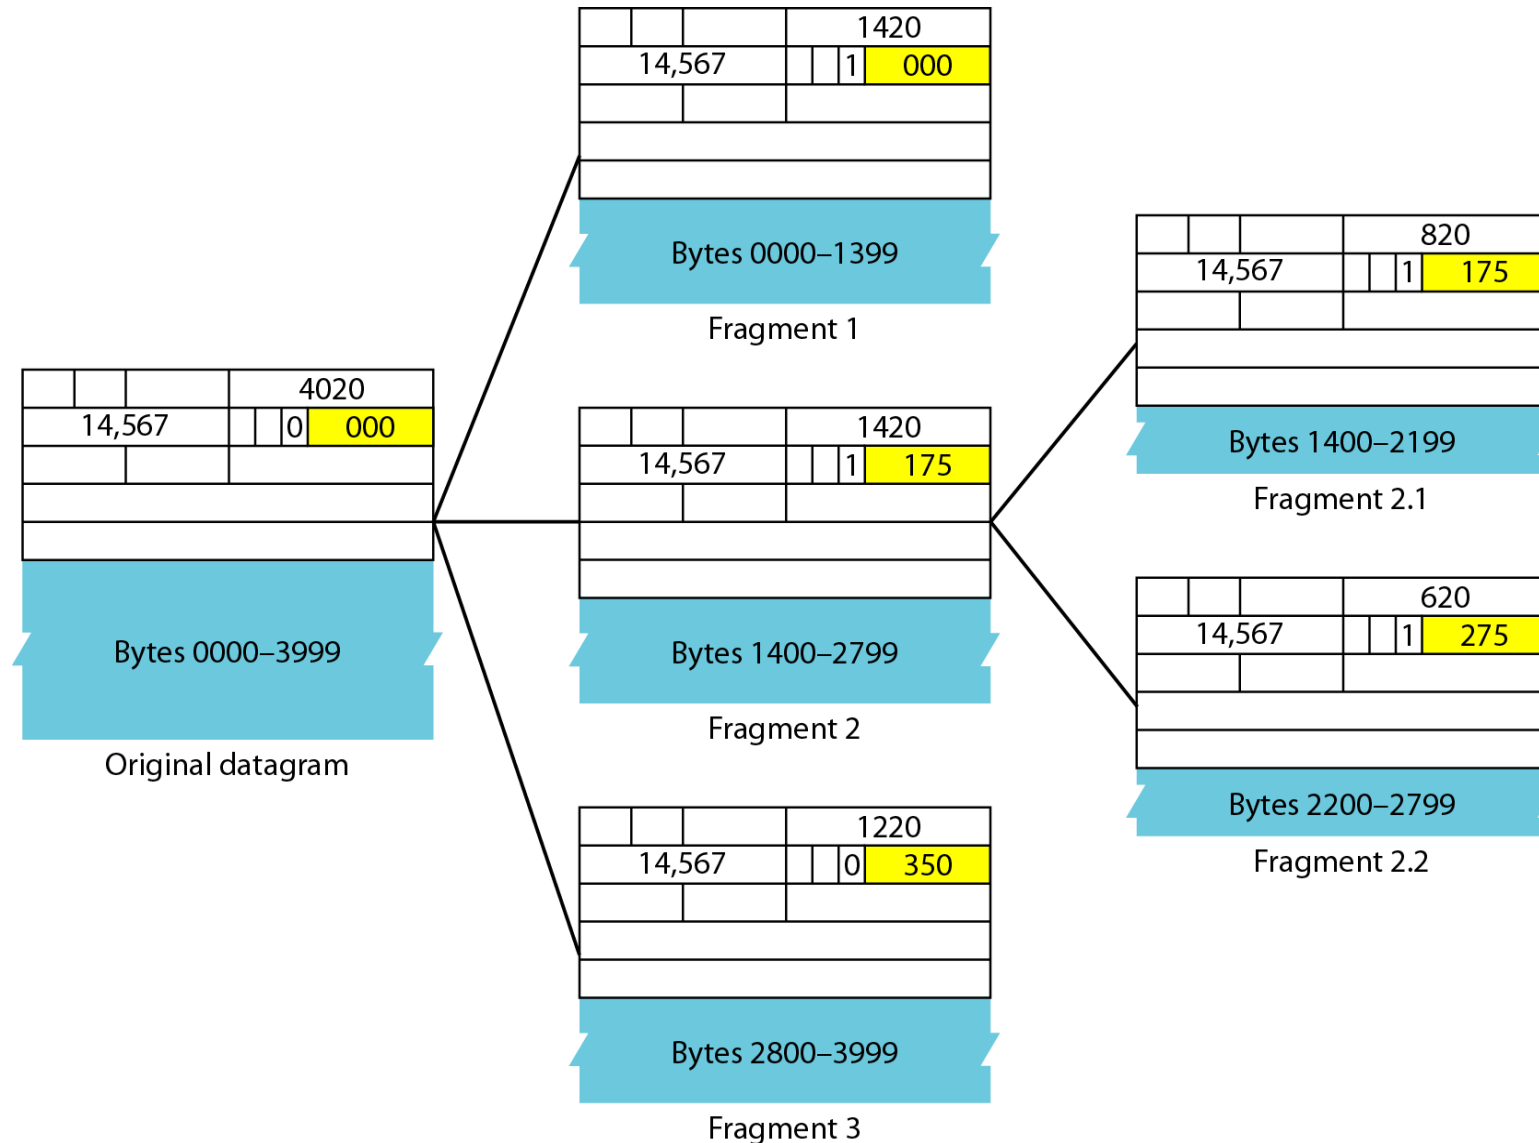 4020
14,567 0 000
Bytes 0000–3999
Original datagram
1420
14,567 1 000
Bytes 0000–1399
Fragment 1
1420
14,567 1 175
Bytes 1400–2799
Fragment 2
1220
14,567 0 350
Bytes 2800–3999
Fragment 3
820
14,567 1 175
Bytes 1400–2199
Fragment 2.1
620
14,567 1 275
Bytes 2200–2799
Fragment 2.2